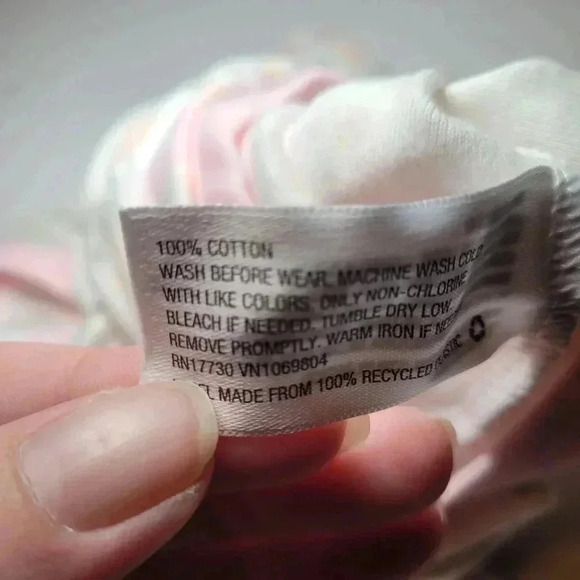 100% COTTON
WASH BEFORE WEAR. MACHINE WASH COLD
WITH LIKE COLORS. ONLY NON-CHLORINE
BLEACH IF NEEDED. TUMBLE DRY LOW.
REMOVE PROMPTLY. WARM IRON IF
RN17730 VN1069804
MADE FROM 100% RECYCLED